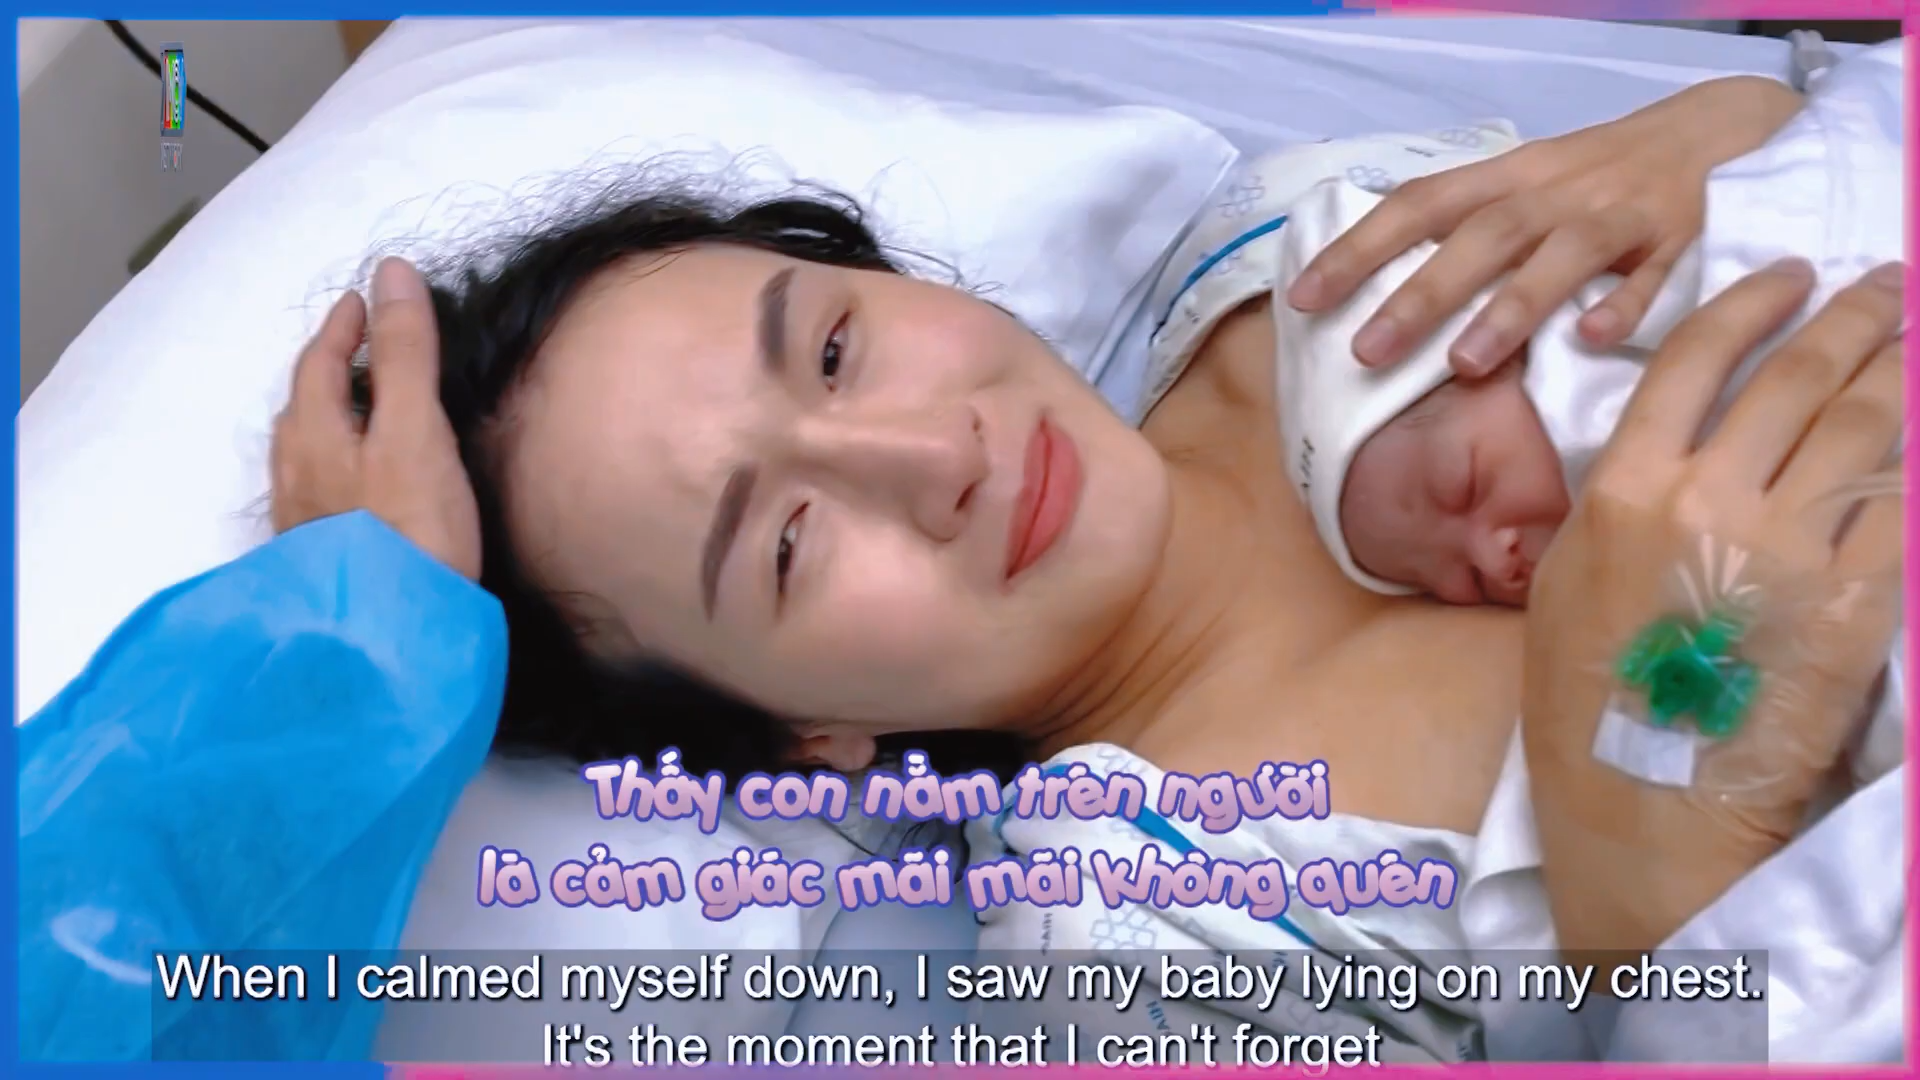 Thấy con nằm trên người
là cảm giác mãi mãi không quên
When I calmed myself down, I saw my baby lying on my chest.
It's the moment that I can't forget